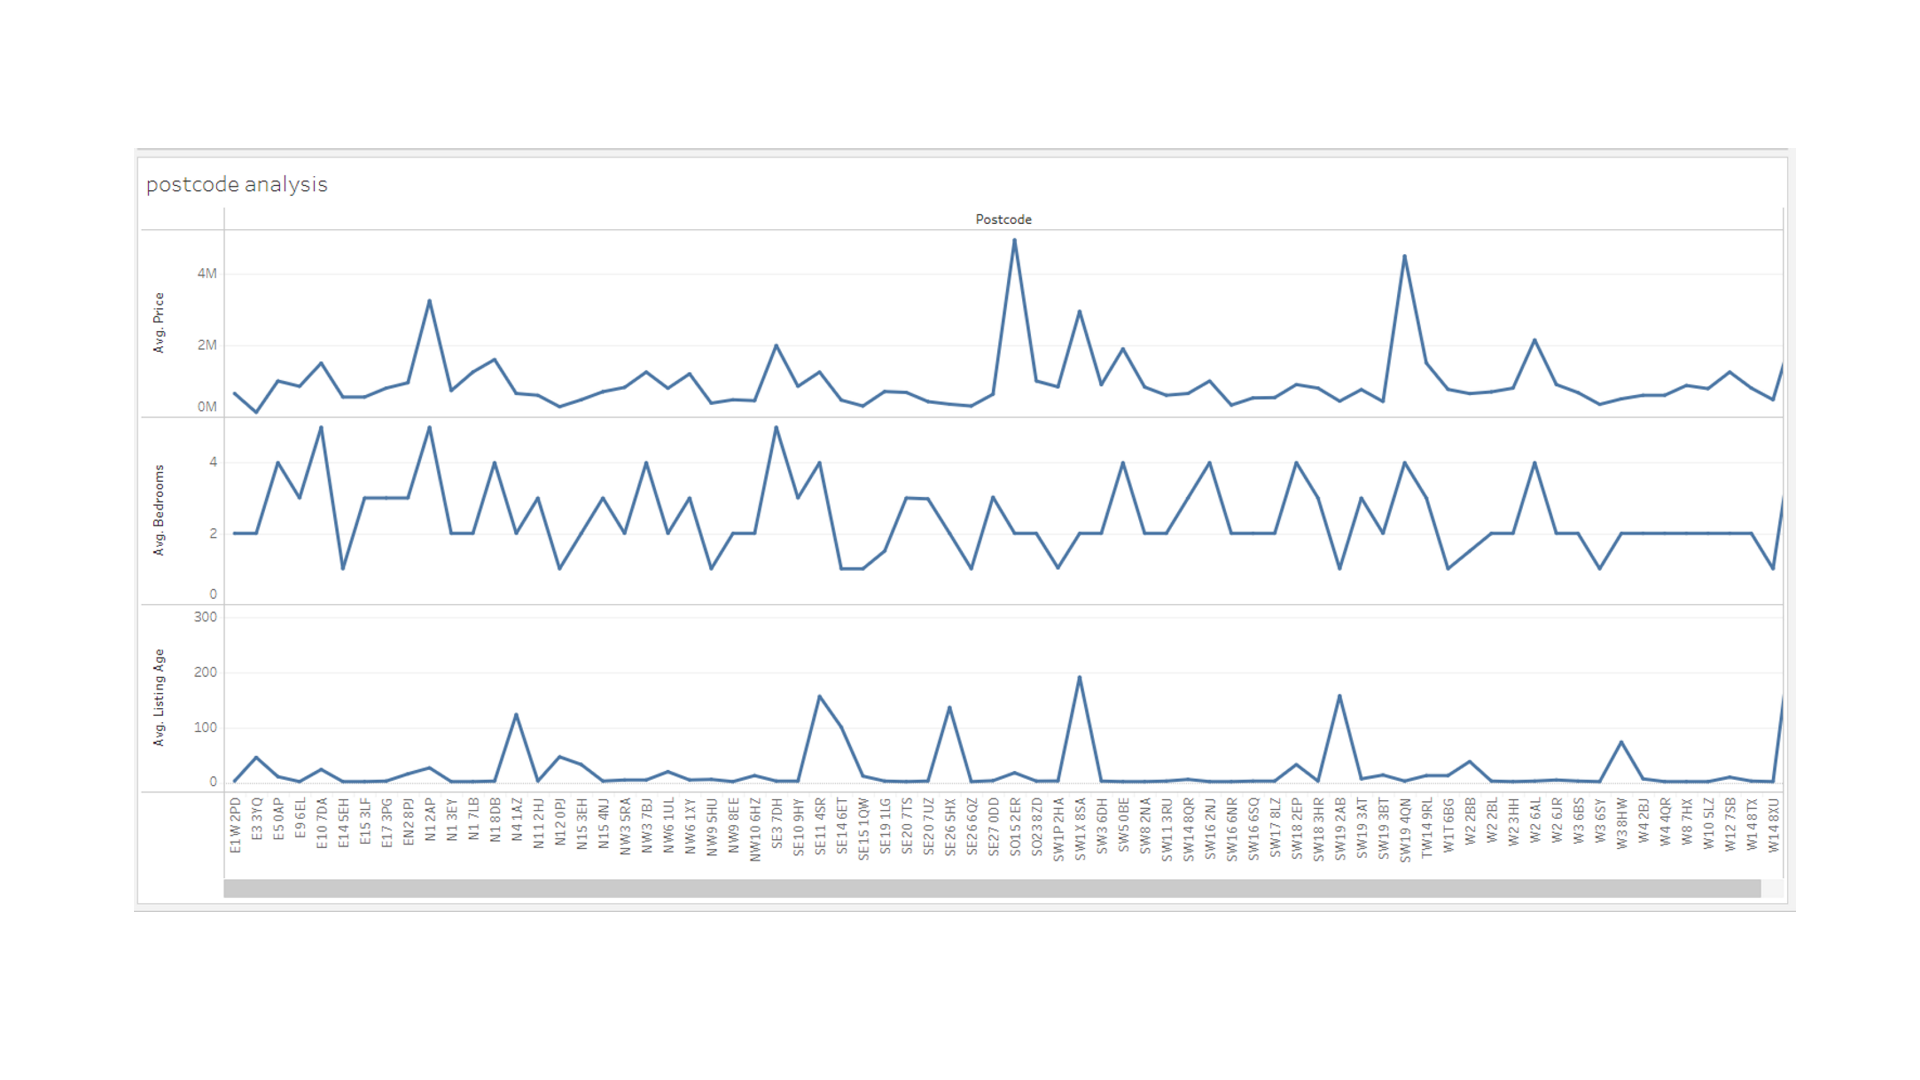 postcode analysis
Postcode
Avg. Price
4M
2M
0M
Avg. Bedrooms
4
2
0
Avg. Listing Age
300
200
100
0
E1W 2PD
E3 3YQ
E5 0AP
E9 6EL
E10 7DA
E14 5EH
E15 3LF
E17 3PG
EN2 8PJ
N1 2AP
N1 3EY
N1 7LB
N1 8DB
N4 1AZ
N11 2HJ
N12 0PJ
N15 3EH
N15 4NJ
NW3 5RA
NW3 7BJ
NW6 1UL
NW6 1XY
NW9 5HU
NW9 8EE
NW10 6HZ
SE3 7DH
SE10 9HY
SE11 4SR
SE14 6ET
SE15 1QW
SE19 1LG
SE20 7TS
SE20 7UZ
SE26 5HX
SE26 6QZ
SE27 0DD
SO15 2ER
SO23 8ZD
SW1P 2HA
SW1X 8SA
SW3 6DH
SW5 0BE
SW8 2NA
SW11 3RU
SW14 8QR
SW16 2NJ
SW16 6NR
SW16 6SQ
SW17 8LZ
SW18 2EP
SW18 3HR
SW19 2AB
SW19 3AT
SW19 3BT
SW19 4QN
TW14 9RL
W1T 6BG
W2 2BB
W2 2BL
W2 3HH
W2 6AL
W2 6JR
W3 6BS
W3 6SY
W3 8HW
W4 2BJ
W4 4QR
W8 7HX
W10 5LZ
W12 7SB
W14 8TX
W14 8XU